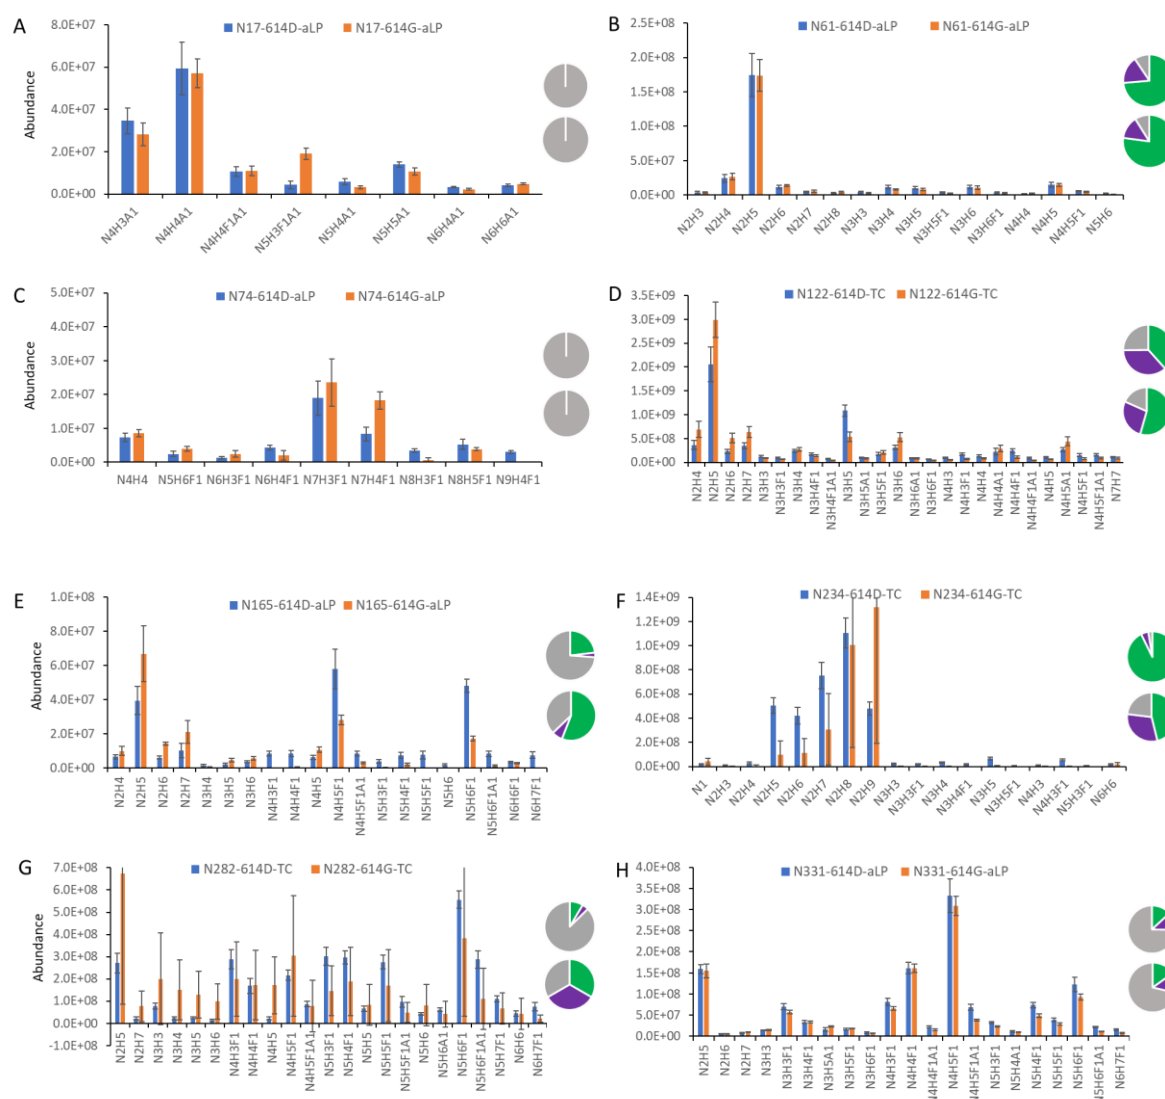 A
N17-614D-aLP N17-614G-aLP
Abundance
8.0E+07
6.0E+07
4.0E+07
2.0E+07
0.0E+00
N4H3A1 N4H4A1 N4H4F1A1 N5H3F1A1 N5H4A1 N5H5A1 N6H4A1 N6H6A1
B
N61-614D-aLP N61-614G-aLP
2.5E+08
2.0E+08
1.5E+08
1.0E+08
5.0E+07
0.0E+00
N2H3 N2H4 N2H5 N2H6 N2H7 N2H8 N3H3 N3H4 N3H5 N3H5F1 N3H6 N3H6F1 N4H4 N4H5 N4H5F1 N5H6
C
N74-614D-aLP N74-614G-aLP
Abundance
5.0E+07
4.0E+07
3.0E+07
2.0E+07
1.0E+07
0.0E+00
N4H4 N5H6F1 N6H3F1 N6H4F1 N7H3F1 N7H4F1 N8H3F1 N8H5F1 N9H4F1
D
N122-614D-TC N122-614G-TC
3.5E+09
3.0E+09
2.5E+09
2.0E+09
1.5E+09
1.0E+09
5.0E+08
0.0E+00
N2H4 N2H5 N2H6 N2H7 N3H3 N3H3F1 N3H4 N3H4F1 N3H4F1A1 N3H5 N3H5A1 N3H5F1 N3H6 N3H6F1 N4H3 N4H3F1 N4H4 N4H4A1 N4H4F1 N4H4F1A1 N4H5 N4H5A1 N4H5F1 N4H5F1A1 N7H7
E
N165-614D-aLP N165-614G-aLP
Abundance
1.0E+08
8.0E+07
6.0E+07
4.0E+07
2.0E+07
0.0E+00
N2H4 N2H5 N2H6 N2H7 N3H4 N3H5 N3H6 N4H3F1 N4H4F1 N4H5 N4H5F1 N4H5F1A1 N5H3F1 N5H4F1 N5H5F1 N5H6 N5H6F1 N5H6F1A1 N6H6F1 N6H7F1
F
N234-614D-TC N234-614G-TC
1.4E+09
1.2E+09
1.0E+09
8.0E+08
6.0E+08
4.0E+08
2.0E+08
0.0E+00
N1 N2H3 N2H4 N2H5 N2H6 N2H7 N2H8 N2H9 N3H3 N3H3F1 N3H4 N3H4F1 N3H5 N3H5F1 N4H3 N4H3F1 N5H3F1 N6H6
G
N282-614D-TC N282-614G-TC
Abundance
7.0E+08
6.0E+08
5.0E+08
4.0E+08
3.0E+08
2.0E+08
1.0E+08
0.0E+00
-1.0E+08
N2H5 N2H7 N3H3 N3H4 N3H5 N3H6 N4H3F1 N4H4F1 N4H5 N4H5F1 N4H5F1A1 N5H3F1 N5H4F1 N5H5 N5H5F1 N5H5F1A1 N5H6 N5H6A1 N5H6F1 N5H6F1A1 N5H7F1 N6H6 N6H7F1
H
N331-614D-aLP N331-614G-aLP
4.0E+08
3.5E+08
3.0E+08
2.5E+08
2.0E+08
1.5E+08
1.0E+08
5.0E+07
0.0E+00
N2H5 N2H6 N2H7 N3H3 N3H3F1 N3H4F1 N3H5A1 N3H5F1 N3H6F1 N4H3F1 N4H4F1 N4H4F1A1 N4H5F1 N4H5F1A1 N5H3F1 N5H4A1 N5H4F1 N5H5F1 N5H6F1 N5H6F1A1 N6H7F1